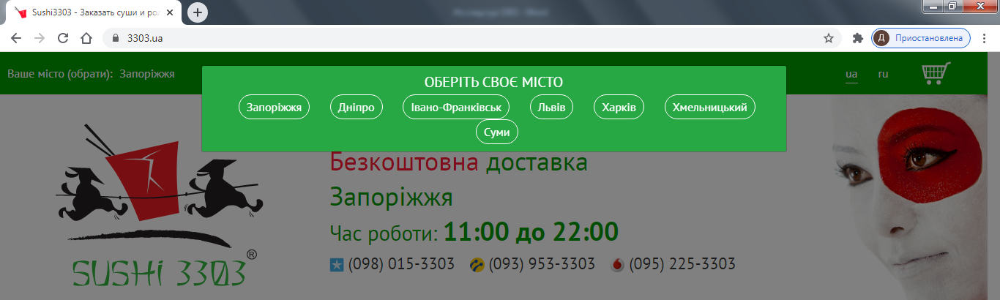 Sushi3303 - Заказать суши и рол
3303.ua
Д Приостановлена
Ваше місто (обрати): Запоріжжя
ua ru
ОБЕРІТЬ СВОЄ МІСТО
Запоріжжя Дніпро Івано-Франківськ Львів Харків Хмельницький
Суми
Безкоштовна доставка
Запоріжжя
Час роботи: 11:00 до 22:00
(098) 015-3303 (093) 953-3303 (095) 225-3303
SUSHI 3303®